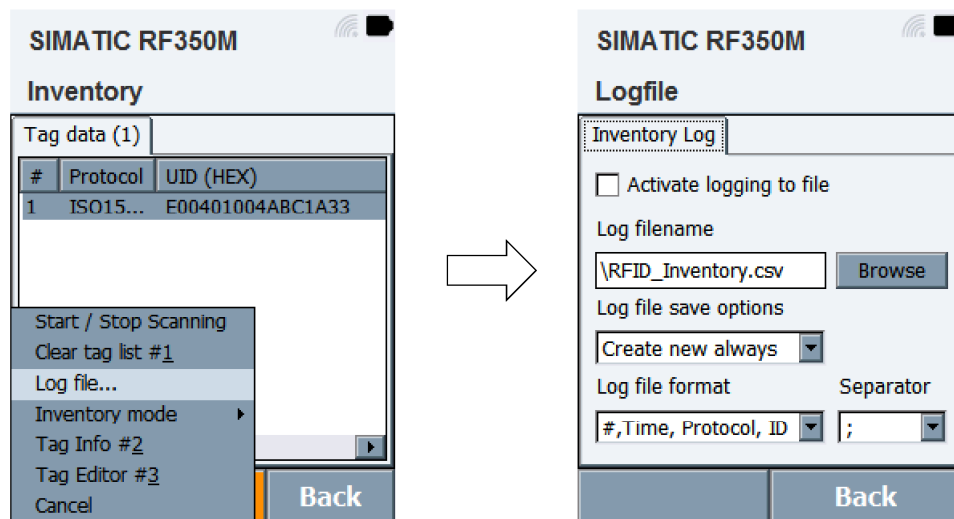 SIMATIC RF350M
Inventory
Tag data (1)
# Protocol UID (HEX)
1 ISO15... E00401004ABC1A33
Start / Stop Scanning
Clear tag list #1
Log file...
Inventory mode
Tag Info #2
Tag Editor #3
Cancel
Back
SIMATIC RF350M
Logfile
Inventory Log
Activate logging to file
Log filename
\RFID_Inventory.csv Browse
Log file save options
Create new always
Log file format Separator
#,Time, Protocol, ID ;
Back